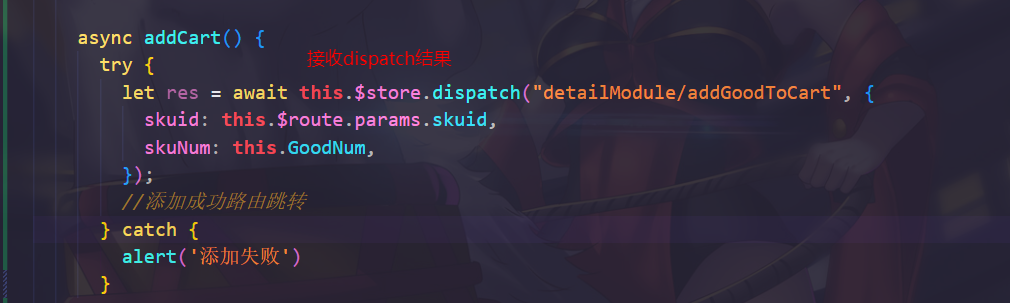 async addCart() {
接收dispatch结果
try {
let res = await this.$store.dispatch("detailModule/addGoodToCart", {
skuid: this.$route.params.skuid,
skuNum: this.GoodNum,
});
//添加成功路由跳转
} catch {
alert('添加失败')
}